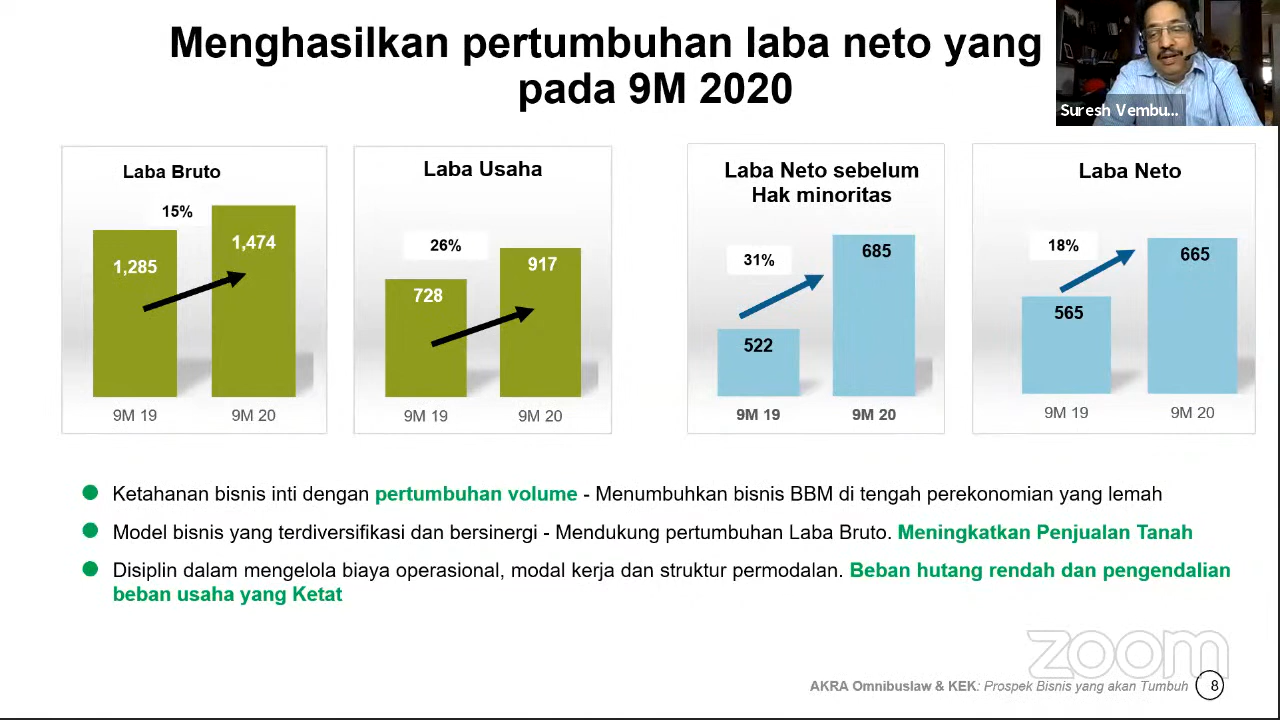 Menghasilkan pertumbuhan laba neto yang
pada 9M 2020
Suresh Vembu...
Laba Bruto
15%
1,285
1,474
9M 19
9M 20
Laba Usaha
26%
728
917
9M 19
9M 20
Laba Neto sebelum
Hak minoritas
31%
522
685
9M 19
9M 20
Laba Neto
18%
565
665
9M 19
9M 20
Ketahanan bisnis inti dengan pertumbuhan volume - Menumbuhkan bisnis BBM di tengah perekonomian yang lemah
Model bisnis yang terdiversifikasi dan bersinergi - Mendukung pertumbuhan Laba Bruto. Meningkatkan Penjualan Tanah
Disiplin dalam mengelola biaya operasional, modal kerja dan struktur permodalan. Beban hutang rendah dan pengendalian
beban usaha yang Ketat
zoom
AKRA Omnibuslaw & KEK: Prospek Bisnis yang akan Tumbuh 8